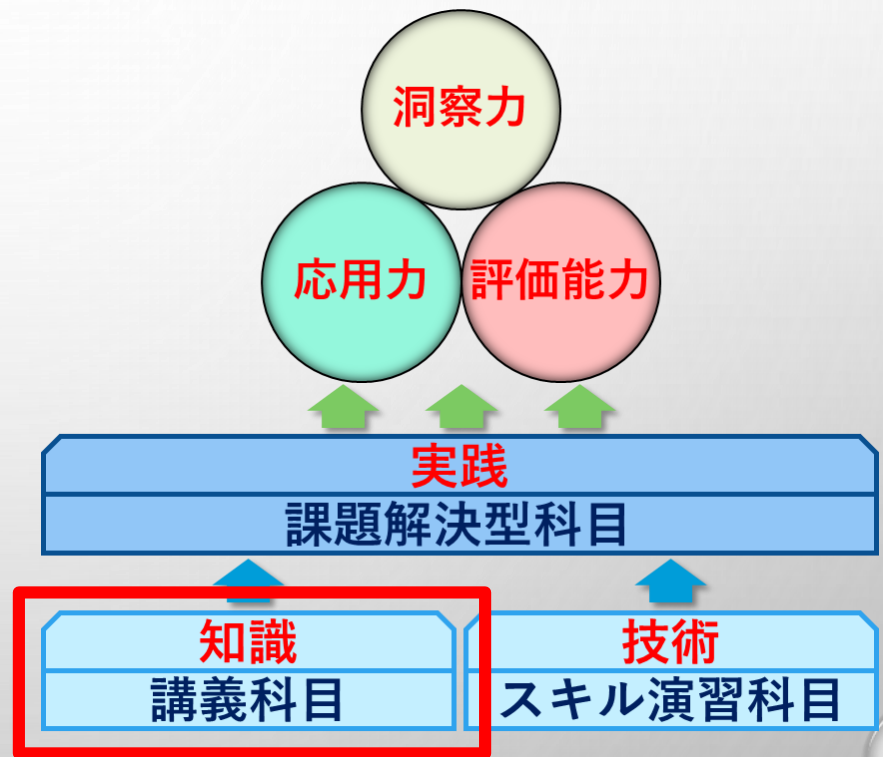 洞察力
応用力
評価能力
実践
課題解決型科目
知識
講義科目
技術
スキル演習科目